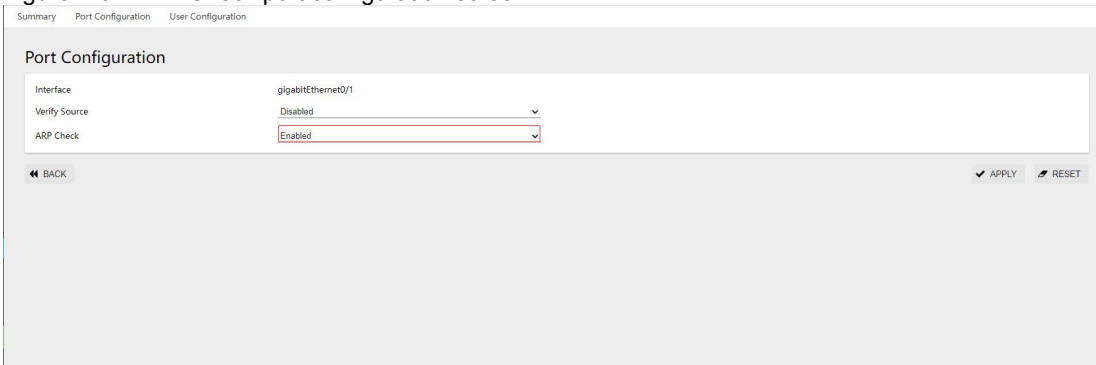 Summary Port Configuration User Configuration
Port Configuration
Interface gigabitEthernet0/1
Verify Source Disabled
ARP Check Enabled
BACK APPLY RESET